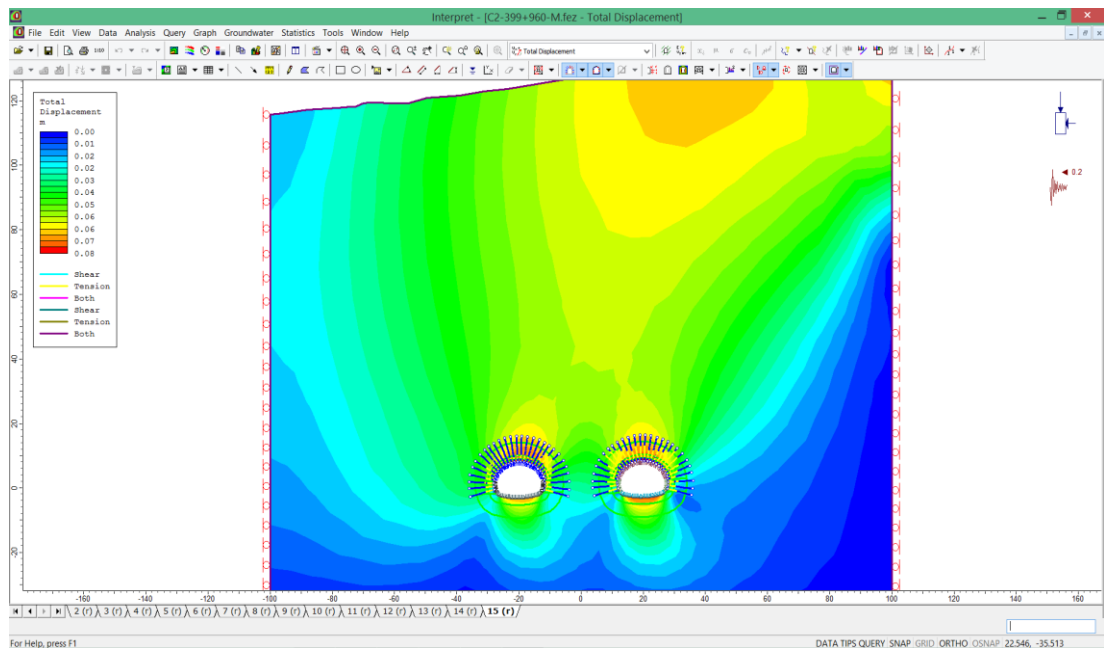 Interpret - [C2-399+960-M.fez - Total Displacement]
File Edit View Data Analysis Query Graph Groundwater Statistics Tools Window Help
Total Displacement
Total
Displacement
m
0.00
0.01
0.02
0.02
0.03
0.04
0.05
0.06
0.06
0.07
0.08
Shear
Tension
Both
Shear
Tension
Both
0.2
120
100
80
60
40
20
0
-20
-160 -140 -120 -100 -80 -60 -40 -20 0 20 40 60 80 100 120 140 160
2 (r) 3 (r) 4 (r) 5 (r) 6 (r) 7 (r) 8 (r) 9 (r) 10 (r) 11 (r) 12 (r) 13 (r) 14 (r) 15 (r)
For Help, press F1
DATA TIPS QUERY SNAP GRID ORTHO OSNAP 22.546, -35.513